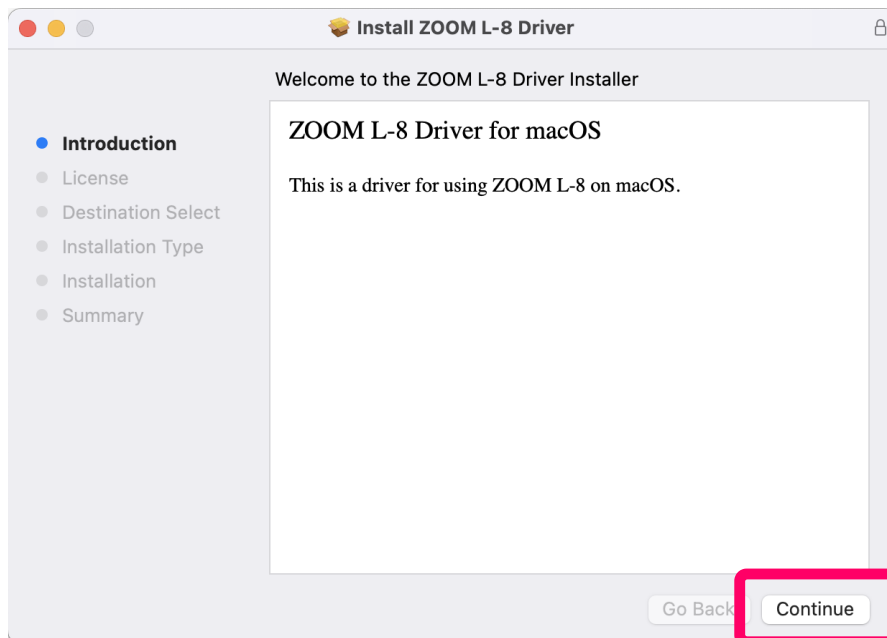 Install ZOOM L-8 Driver
Welcome to the ZOOM L-8 Driver Installer
Introduction
License
Destination Select
Installation Type
Installation
Summary
ZOOM L-8 Driver for macOS
This is a driver for using ZOOM L-8 on macOS.
Go Back
Continue